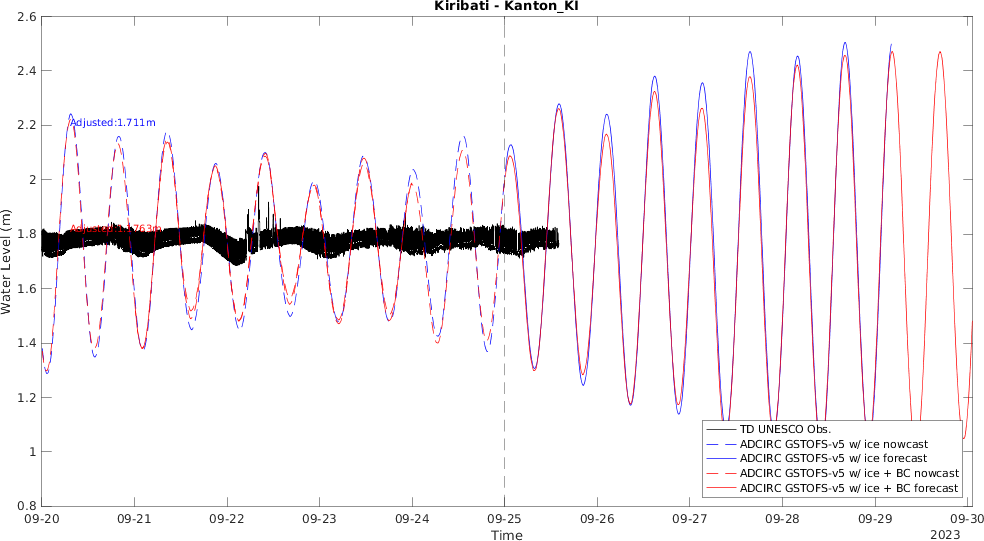 Kiribati - Kanton_KI
2.6
2.4
2.2
2
1.8
1.6
1.4
1.2
1
0.8
Water Level (m)
Adjusted:1.711m
Adjusted:1.763m
TD UNESCO Obs.
ADCIRC GSTOFS-v5 w/ ice nowcast
ADCIRC GSTOFS-v5 w/ ice forecast
ADCIRC GSTOFS-v5 w/ ice + BC nowcast
ADCIRC GSTOFS-v5 w/ ice + BC forecast
09-20 09-21 09-22 09-23 09-24 09-25 09-26 09-27 09-28 09-29 09-30
Time
2023